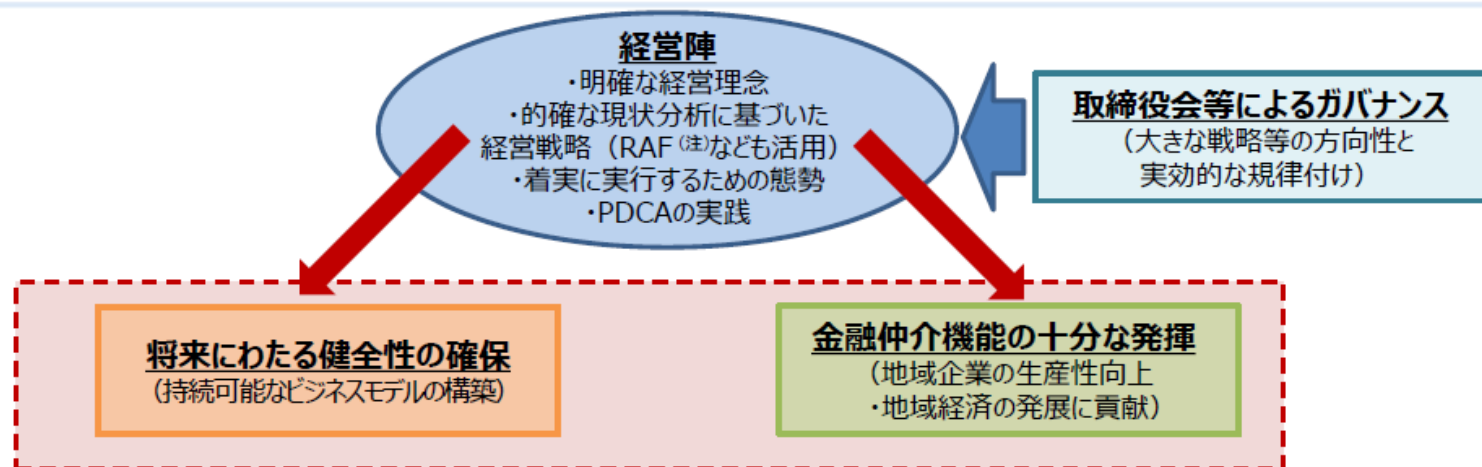 経営陣
・明確な経営理念
・的確な現状分析に基づいた
経営戦略（RAF（注）なども活用）
・着実に実行するための態勢
・PDCAの実践
取締役会等によるガバナンス
（大きな戦略等の方向性と
実効的な規律付け）
将来にわたる健全性の確保
（持続可能なビジネスモデルの構築）
金融仲介機能の十分な発揮
（地域企業の生産性向上
・地域経済の発展に貢献）